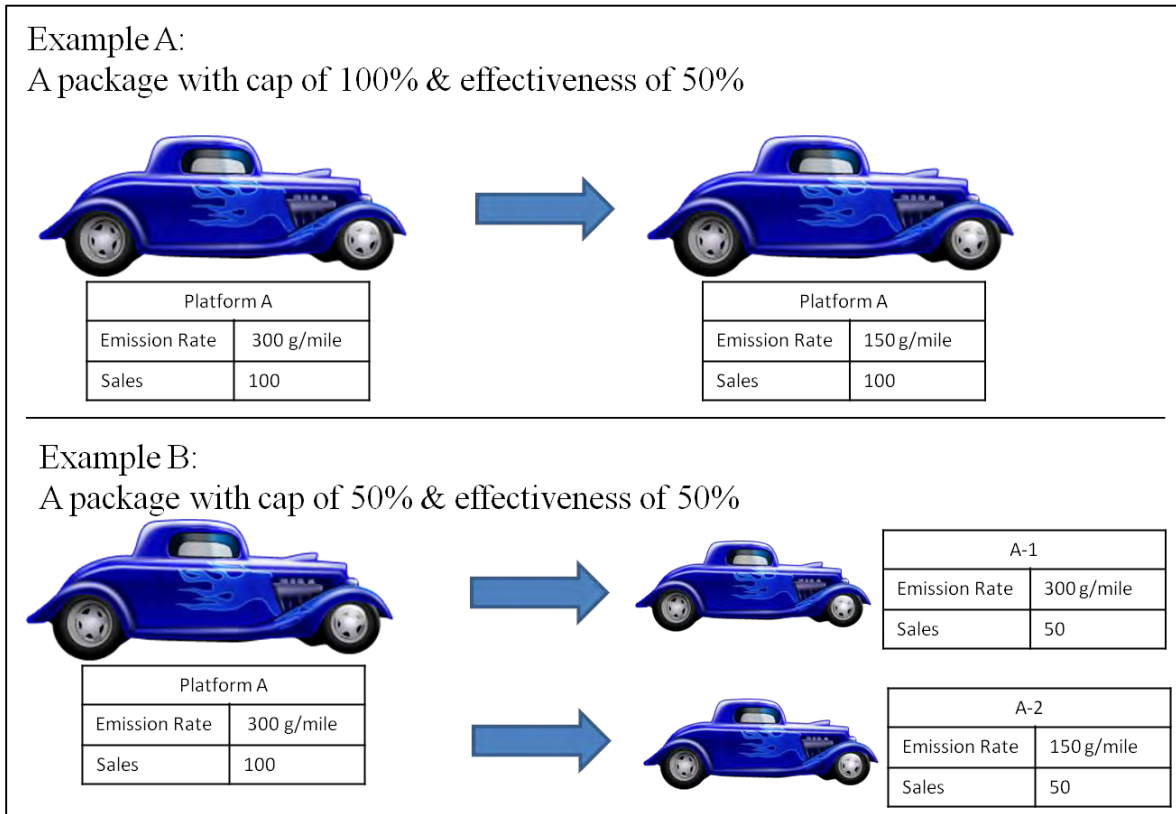 Example A:
A package with cap of 100% & effectiveness of 50%
Platform A
Emission Rate 300 g/mile
Sales 100
Platform A
Emission Rate 150 g/mile
Sales 100
Example B:
A package with cap of 50% & effectiveness of 50%
Platform A
Emission Rate 300 g/mile
Sales 100
A-1
Emission Rate 300 g/mile
Sales 50
A-2
Emission Rate 150 g/mile
Sales 50